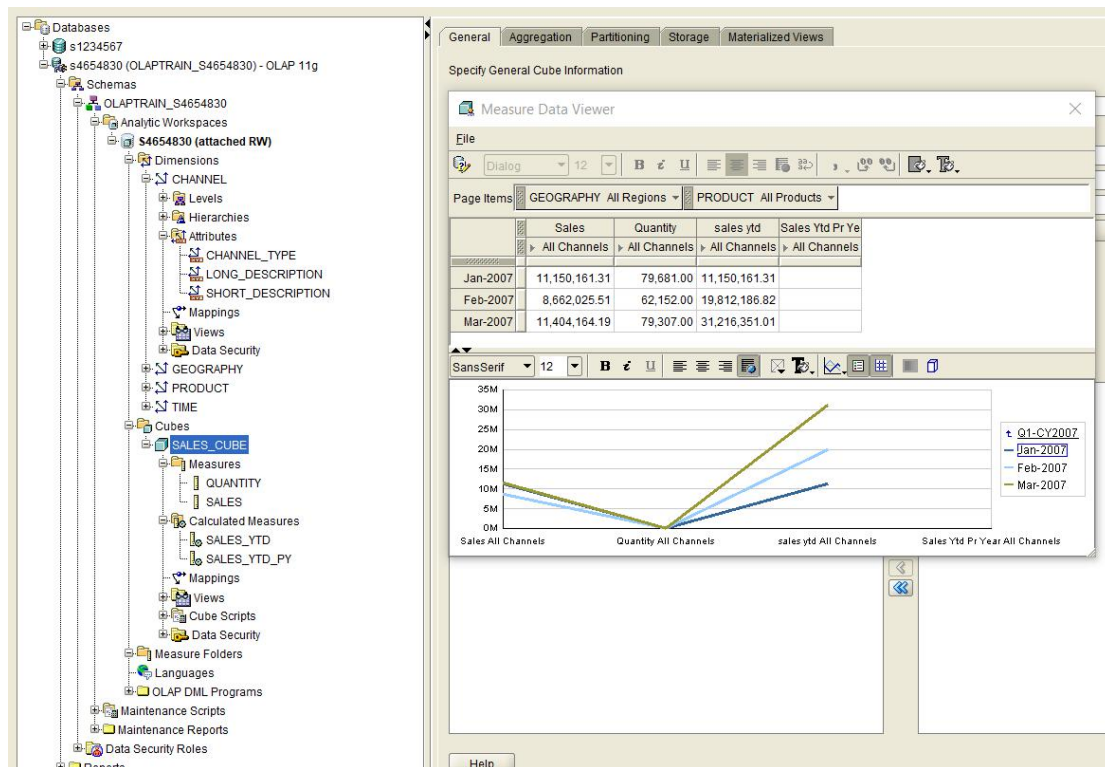 Databases
s1234567
s4654830 (OLAPTRAIN_S4654830) - OLAP 11g
Schemas
OLAPTRAIN_S4654830
Analytic Workspaces
S4654830 (attached RW)
Dimensions
CHANNEL
Levels
Hierarchies
Attributes
CHANNEL_TYPE
LONG_DESCRIPTION
SHORT_DESCRIPTION
Mappings
Views
Data Security
GEOGRAPHY
PRODUCT
TIME
Cubes
SALES_CUBE
Measures
QUANTITY
SALES
Calculated Measures
SALES_YTD
SALES_YTD_PY
Mappings
Views
Cube Scripts
Data Security
Measure Folders
Languages
OLAP DML Programs
Maintenance Scripts
Maintenance Reports
Data Security Roles
Reports
General Aggregation Partitioning Storage Materialized Views
Specify General Cube Information
Measure Data Viewer
File
Dialog 12 B i U
Page Items GEOGRAPHY All Regions PRODUCT All Products
Sales Quantity sales ytd Sales Ytd Pr Ye
All Channels All Channels All Channels All Channels
Jan-2007 11,150,161.31 79,681.00 11,150,161.31
Feb-2007 8,662,025.51 62,152.00 19,812,186.82
Mar-2007 11,404,164.19 79,307.00 31,216,351.01
SansSerif 12 B i U
35M
30M
25M
20M
15M
10M
5M
0M
Sales All Channels Quantity All Channels sales ytd All Channels Sales Ytd Pr Year All Channels
Q1-CY2007
Jan-2007
Feb-2007
Mar-2007
Help